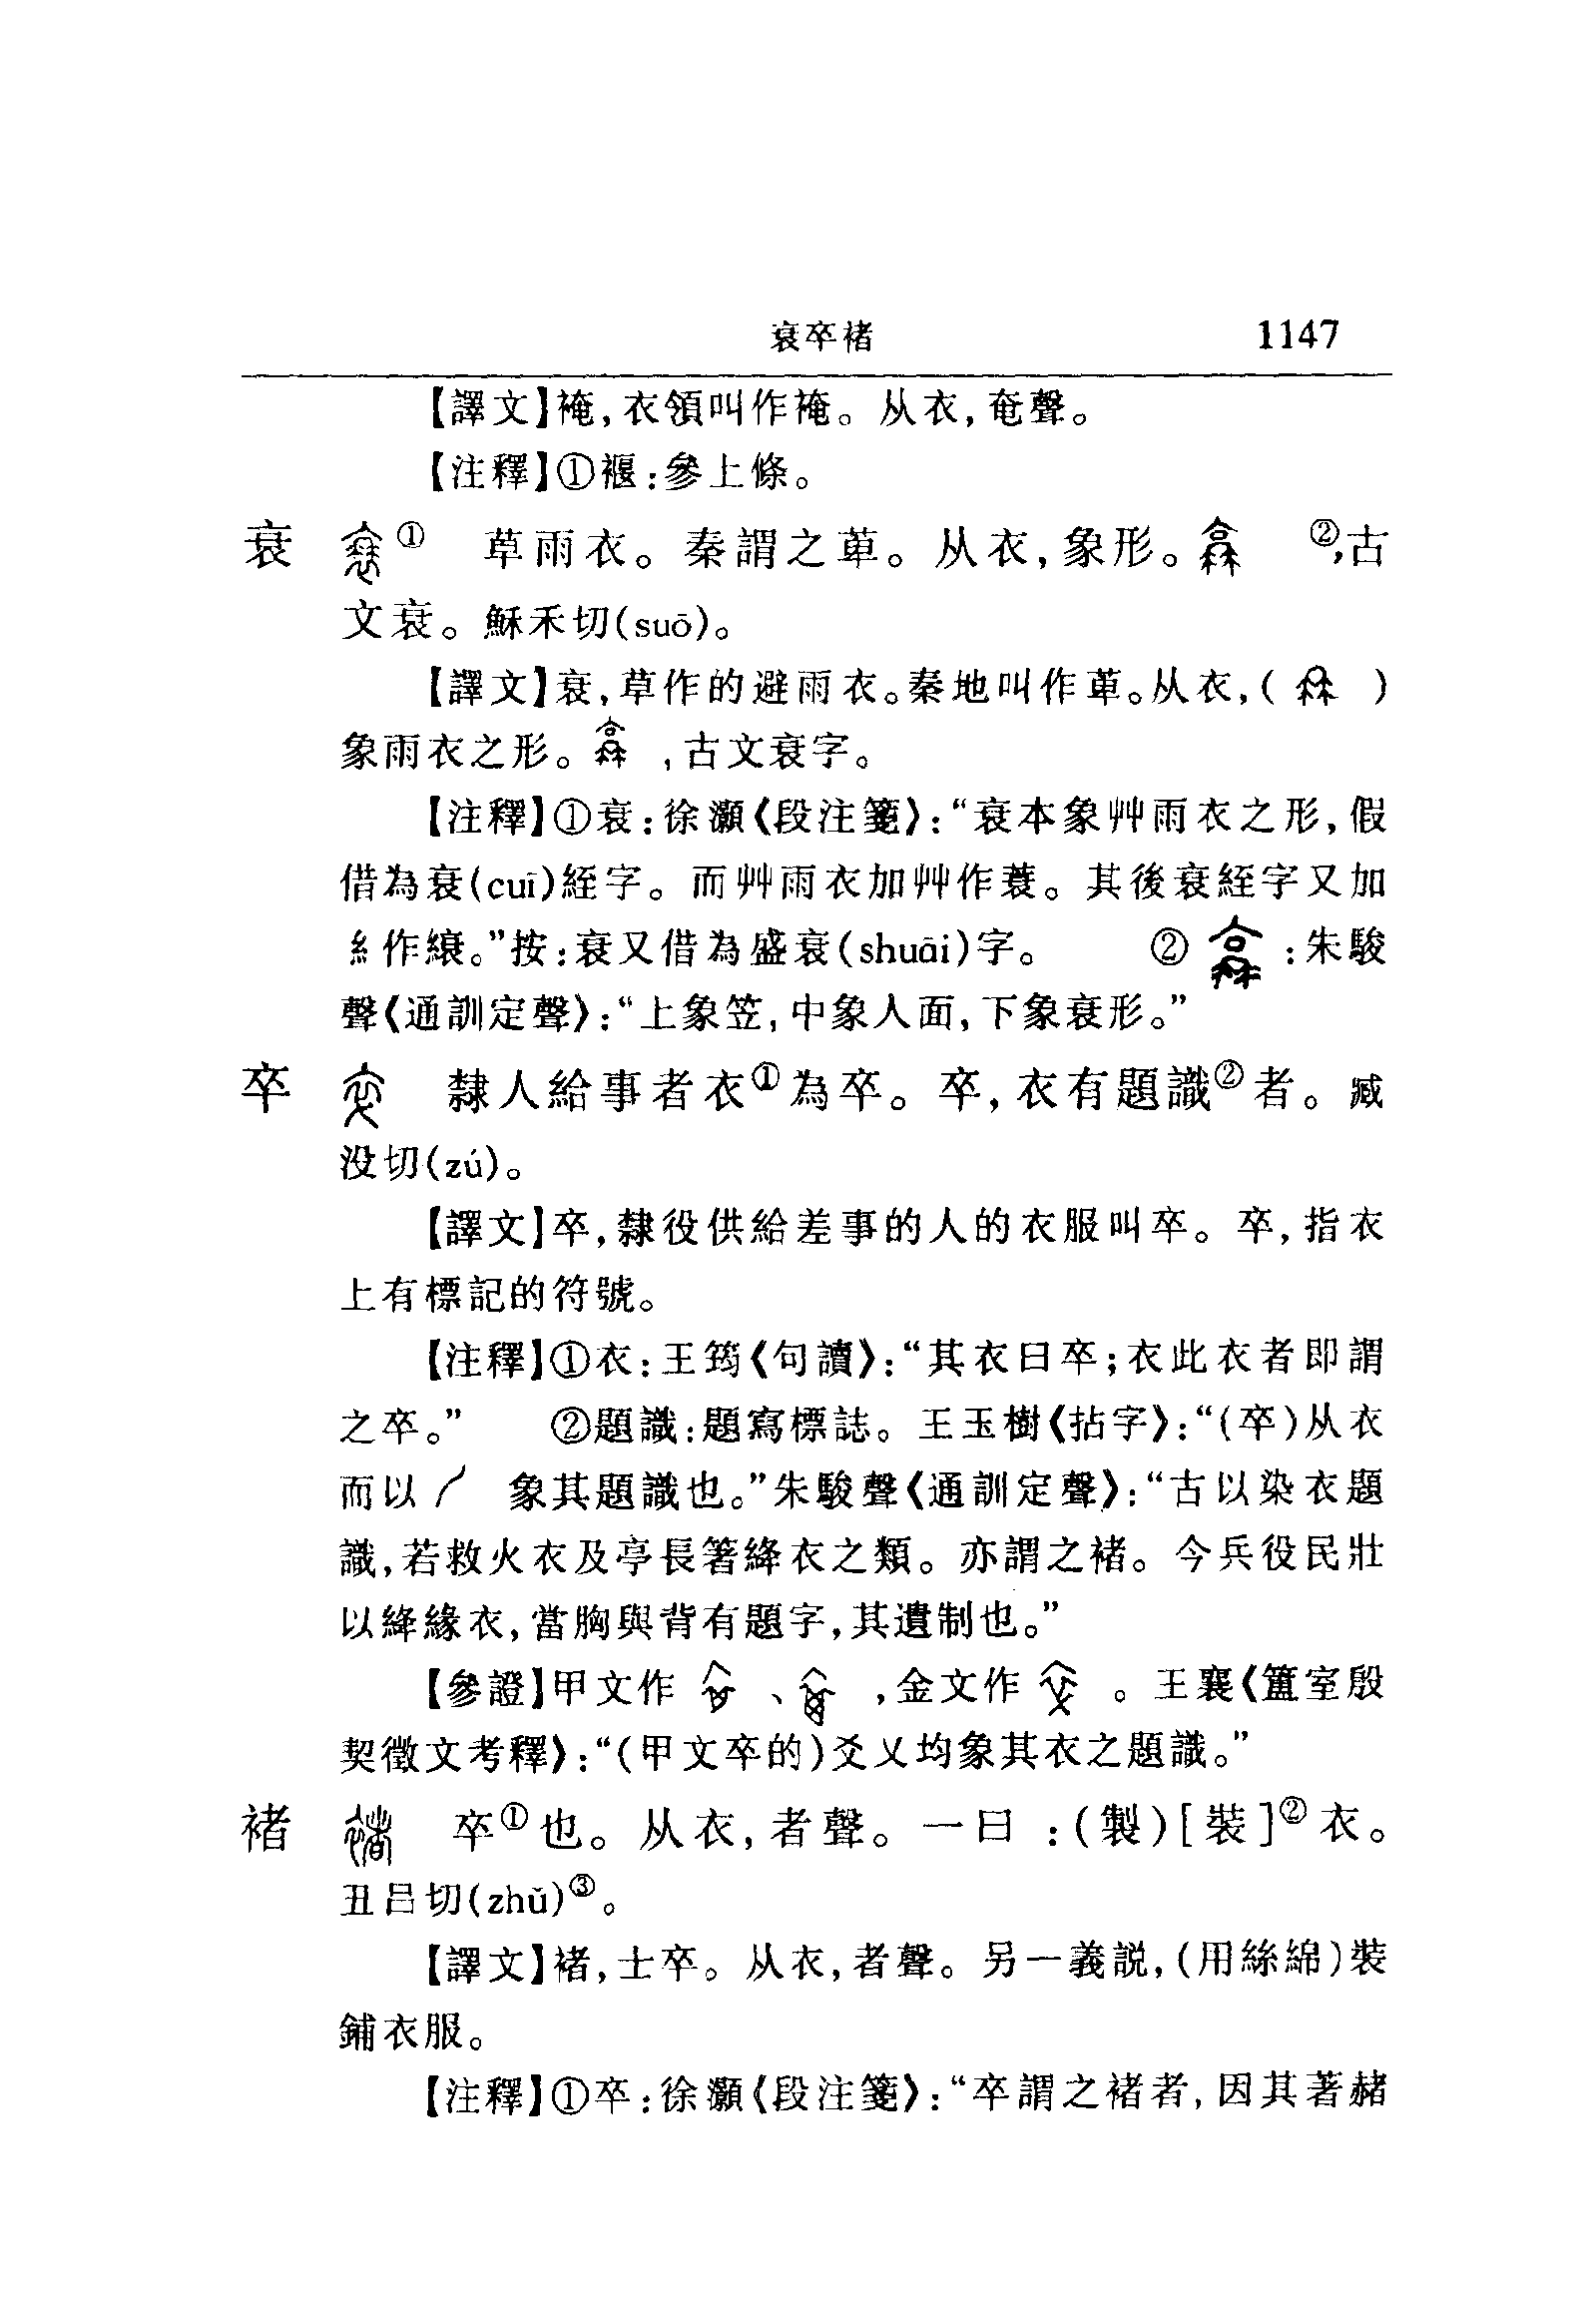 衰卒褚 1147
【譯文】裺,衣領叫作裺。从衣,奄聲。
【注釋】①褗:參上條。
衰 ① 草雨衣。秦謂之萆。从衣,象形。 ②,古
文衰。穌禾切(suō)。
【譯文】衰,草作的避雨衣。秦地叫作萆。从衣,( )
象雨衣之形。 ,古文衰字。
【注釋】①衰:徐灝《段注箋》:“衰本象艸雨衣之形,假
借為衰(cuī)絰字。而艸雨衣加艸作蓑。其後衰絰字又加
糹作縗。”按:衰又借為盛衰(shuāi)字。 ② :朱駿
聲《通訓定聲》:“上象笠,中象人面,下象衰形。”
卒 隸人給事者衣①為卒。卒,衣有題識②者。臧
没切(zú)。
【譯文】卒,隸役供給差事的人的衣服叫卒。卒,指衣
上有標記的符號。
【注釋】①衣:王筠《句讀》:“其衣曰卒;衣此衣者即謂
之卒。” ②題識:題寫標誌。王玉樹《拈字》:“(卒)从衣
而以 象其題識也。”朱駿聲《通訓定聲》:“古以染衣題
識,若救火衣及亭長箸絳衣之類。亦謂之褚。今兵役民壯
以絳緣衣,當胸與背有題字,其遺制也。”
【參證】甲文作 、 ,金文作 。王襄《簠室殷
契徵文考釋》:“(甲文卒的)爻乂均象其衣之題識。”
褚 卒①也。从衣,者聲。一曰:(製)[裝]②衣。
丑吕切(zhǔ)③。
【譯文】褚,士卒。从衣,者聲。另一義説,(用絲綿)裝
鋪衣服。
【注釋】①卒:徐灝《段注箋》:“卒謂之褚者,因其著赭